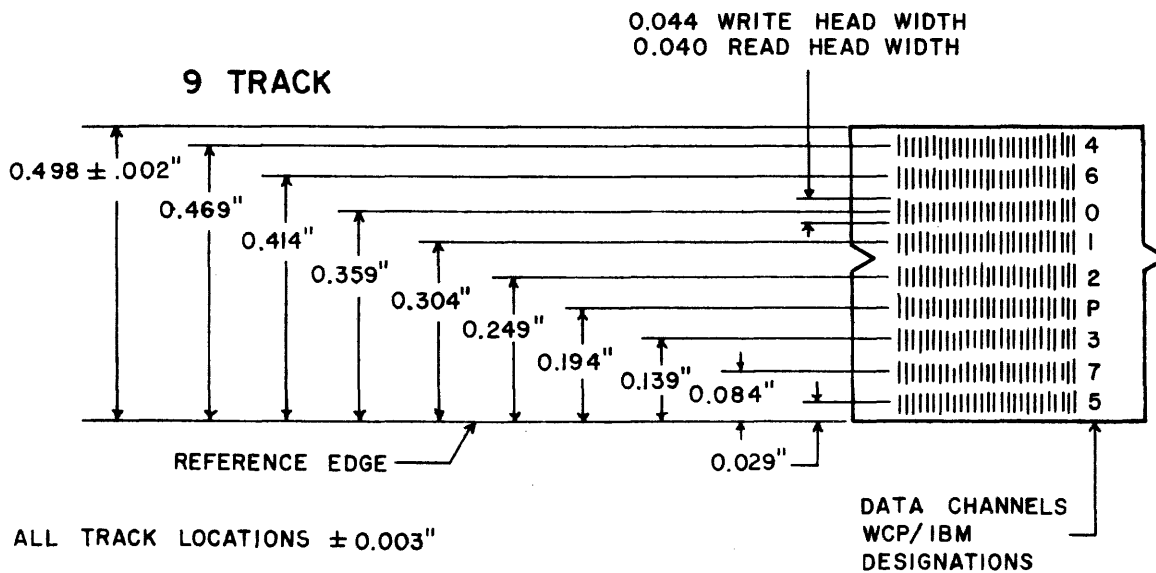 0.044 WRITE HEAD WIDTH
0.040 READ HEAD WIDTH
9 TRACK
0.498 ± .002"
0.469"
0.414"
0.359"
0.304"
0.249"
0.194"
0.139"
0.084"
0.029"
4
6
0
1
2
P
3
7
5
REFERENCE EDGE
DATA CHANNELS
WCP/IBM
DESIGNATIONS
ALL TRACK LOCATIONS ± 0.003"